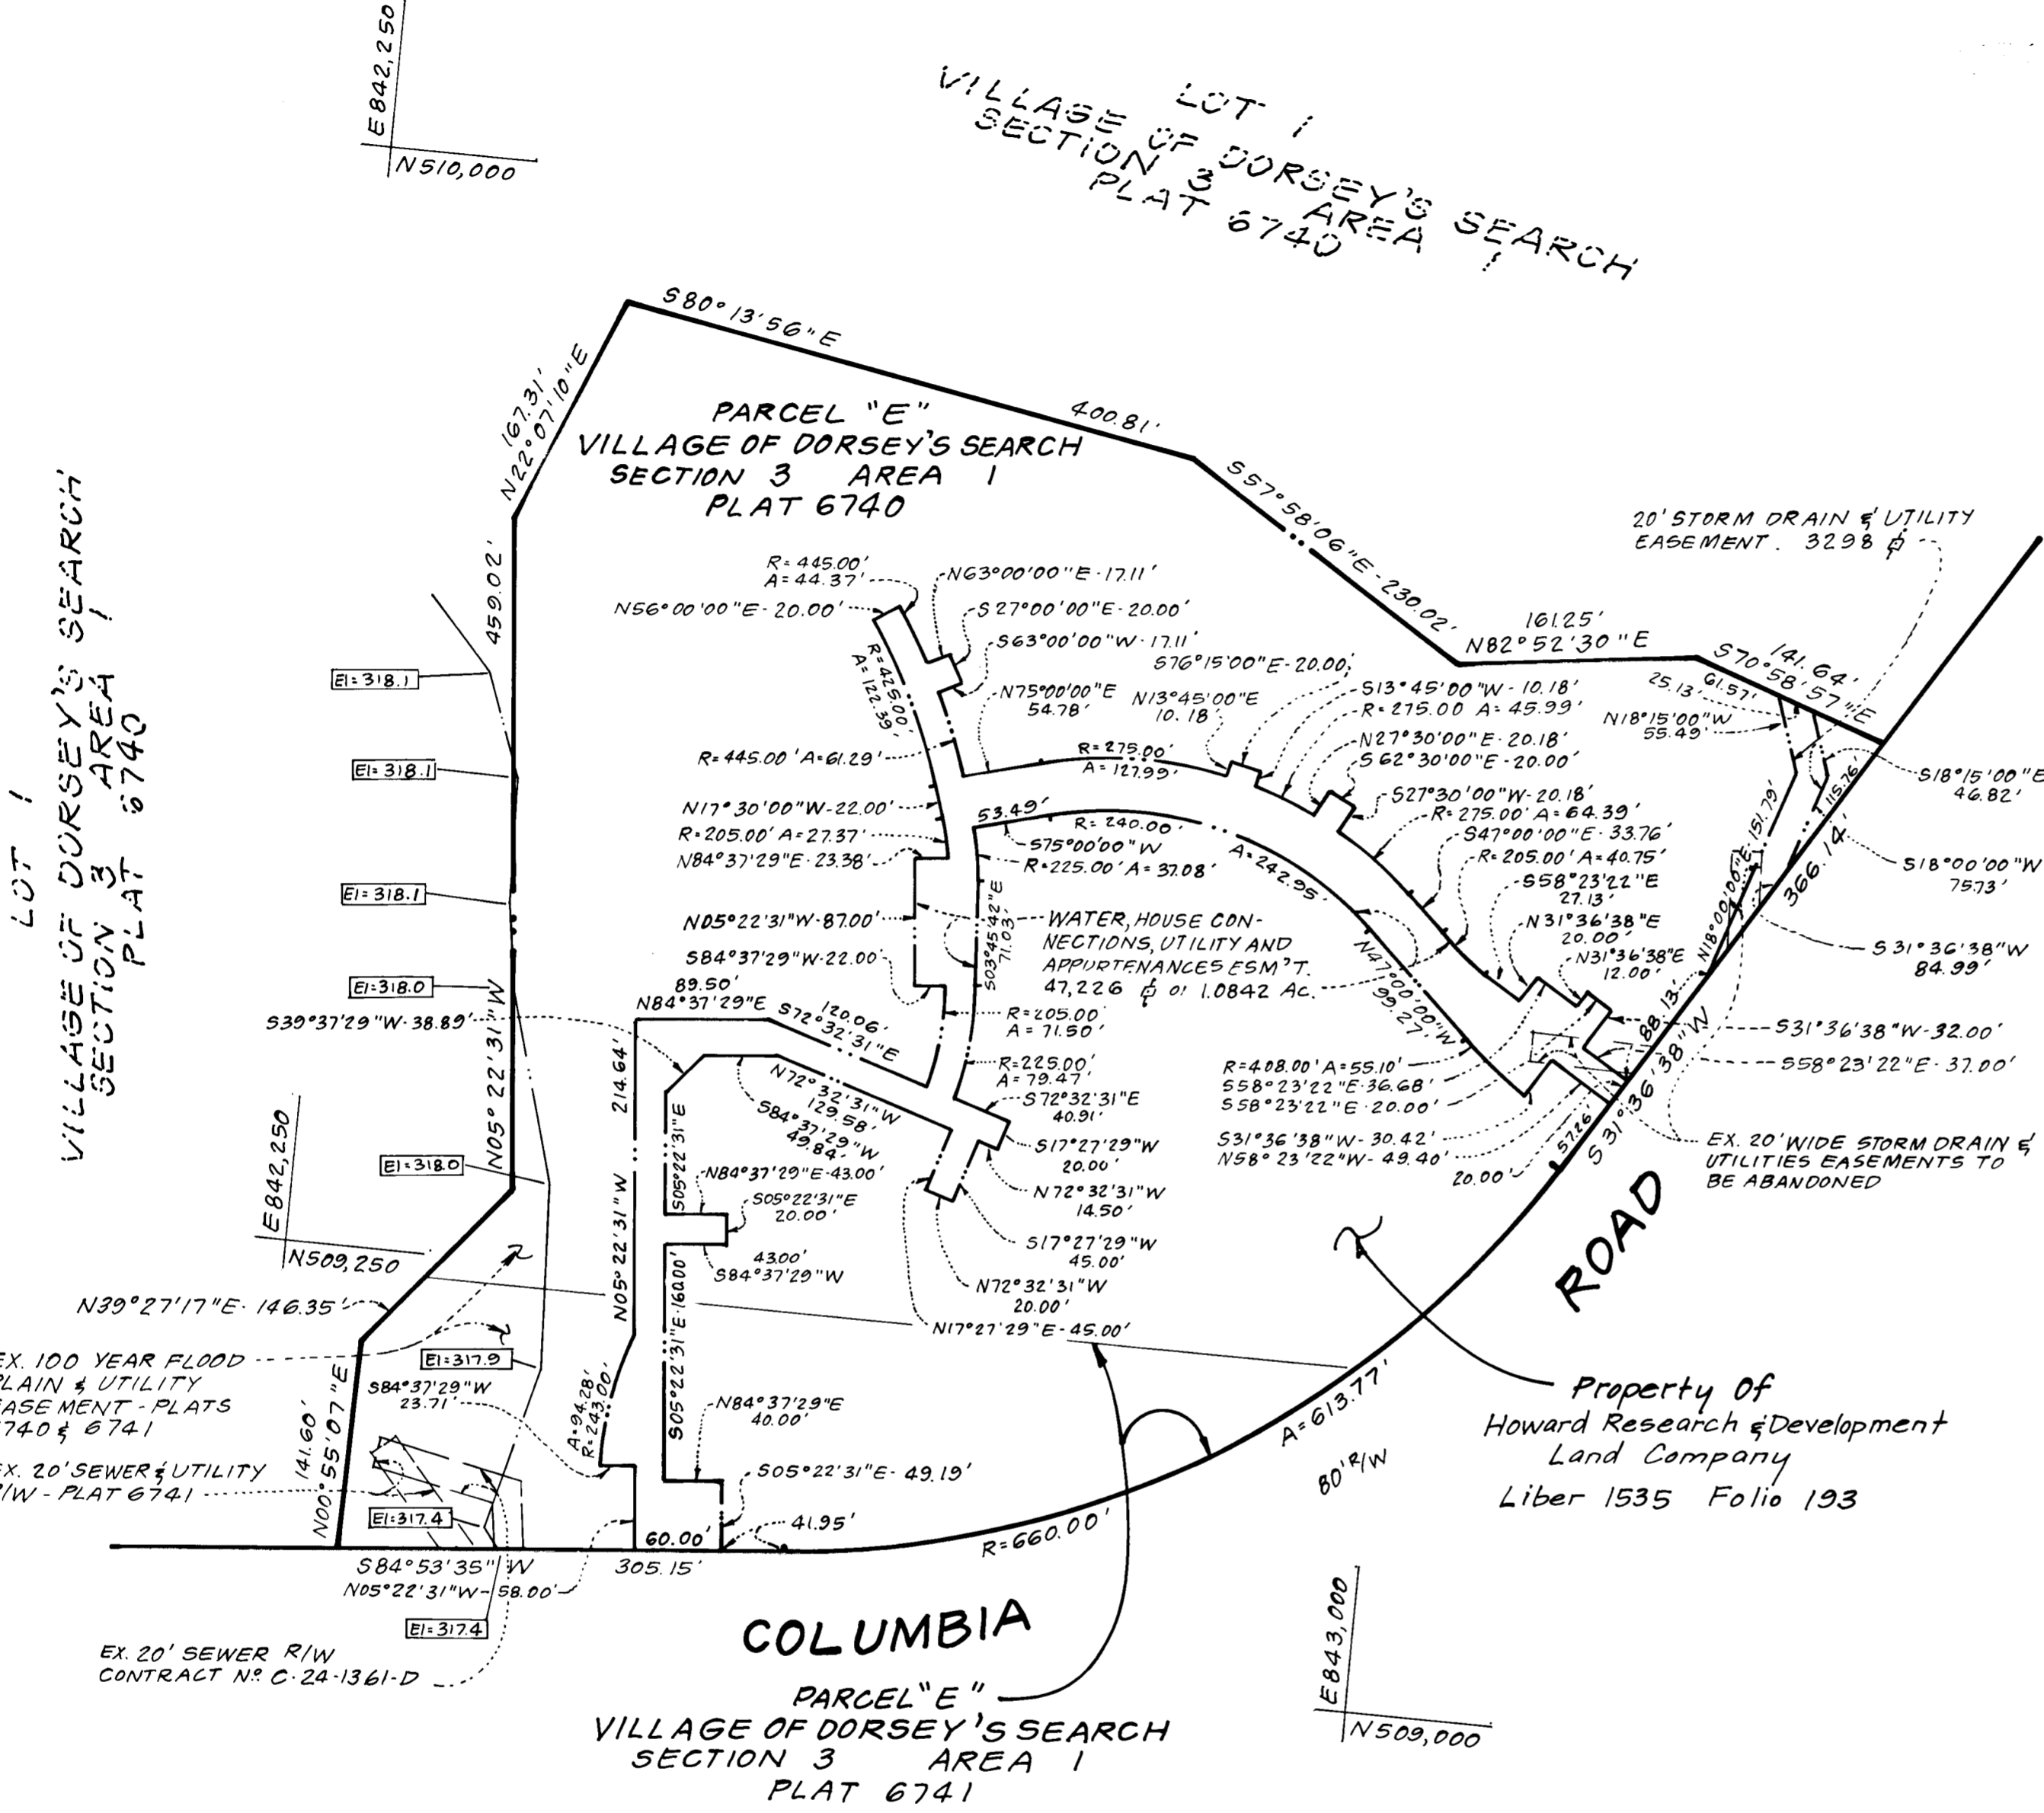 E 842,250
N 510,000
LOT 1
VILLAGE OF DORSEY'S SEARCH
SECTION 3 AREA 1
PLAT 6740
S80°13'56"E
400.81'
167.31'
N22°07'10"E
PARCEL "E"
VILLAGE OF DORSEY'S SEARCH
SECTION 3 AREA 1
PLAT 6740
S57°58'06"E-230.02'
20' STORM DRAIN & UTILITY
EASEMENT. 3298
161.25'
N82°52'30"E
141.64'
S70°58'57"E
61.57'
25.13'
N18°15'00"W
55.49'
S18°15'00"E
46.82'
115.76'
366.14'
N18°00'00"E-151.79'
S18°00'00"W
75.73'
S31°36'38"W
84.99'
LOT 1
VILLAGE OF DORSEY'S SEARCH
SECTION 3 AREA 1
PLAT 6740
459.02'
N05°22'31"W
El=318.1
El=318.1
El=318.1
El=318.0
El=318.0
El=317.9
El=317.4
El=317.4
R=445.00'
A=44.37'
N63°00'00"E-17.11'
N56°00'00"E-20.00'
S27°00'00"E-20.00'
S63°00'00"W-17.11'
S76°15'00"E-20.00'
R=425.00'
A=122.39'
N75°00'00"E
54.78'
N13°45'00"E
10.18'
S13°45'00"W-10.18'
R=275.00 A=45.99'
N27°30'00"E-20.18'
S62°30'00"E-20.00'
R=445.00' A=61.29'
R=275.00'
A=127.99'
S27°30'00"W-20.18'
R=275.00' A=64.39'
N17°30'00"W-22.00'
53.49'
R=240.00'
A=242.95'
S47°00'00"E-33.76'
R=205.00' A=27.37'
S75°00'00"W
R=205.00' A=40.75'
N84°37'29"E-23.38'
R=225.00' A=37.08'
S58°23'22"E
27.13'
N05°22'31"W-87.00'
S03°45'42"E
71.03'
WATER, HOUSE CON-
NECTIONS, UTILITY AND
APPURTENANCES ESM'T.
47,226 or 1.0842 Ac.
N31°36'38"E
20.00'
N31°36'38"E
12.00'
S84°37'29"W-22.00'
89.50'
N84°37'29"E
N47°00'00"W
99.27'
S39°37'29"W-38.89'
120.06'
S72°32'31"E
R=205.00'
A=71.50'
88.13'
S31°36'38"W-32.00'
214.64'
N05°22'31"W
R=225.00'
A=79.47'
R=408.00' A=55.10'
S58°23'22"E-36.68'
S58°23'22"E-20.00'
S58°23'22"E-37.00'
N72°32'31"W
129.58'
S84°37'29"W
49.84'
S72°32'31"E
40.91'
S31°36'38"W-30.42'
N58°23'22"W-49.40'
S05°22'31"E
S17°27'29"W
20.00'
57.26
S31°36'38"W
20.00'
EX. 20' WIDE STORM DRAIN &
UTILITIES EASEMENTS TO
BE ABANDONED
N84°37'29"E-43.00'
S05°22'31"E
20.00'
N72°32'31"W
14.50'
43.00'
S84°37'29"W
S17°27'29"W
45.00'
N72°32'31"W
20.00'
N17°27'29"E-45.00'
E 842,250
N 509,250
N39°27'17"E-146.35'
EX. 100 YEAR FLOOD
PLAIN & UTILITY
EASEMENT-PLATS
6740 & 6741
EX. 20' SEWER & UTILITY
R/W-PLAT 6741
141.60'
N00°55'07"E
S84°37'29"W
23.71'
A=94.28'
R=243.00'
S05°22'31"E-160.00'
N84°37'29"E
40.00'
S05°22'31"E-49.19'
41.95'
60.00'
S84°53'35"W
305.15'
N05°22'31"W-58.00'
EX. 20' SEWER R/W
CONTRACT Nº C-24-1361-D
R=660.00'
A=613.77'
80' R/W
COLUMBIA
ROAD
Property Of
Howard Research & Development
Land Company
Liber 1535 Folio 193
PARCEL "E"
VILLAGE OF DORSEY'S SEARCH
SECTION 3 AREA 1
PLAT 6741
E 843,000
N 509,000